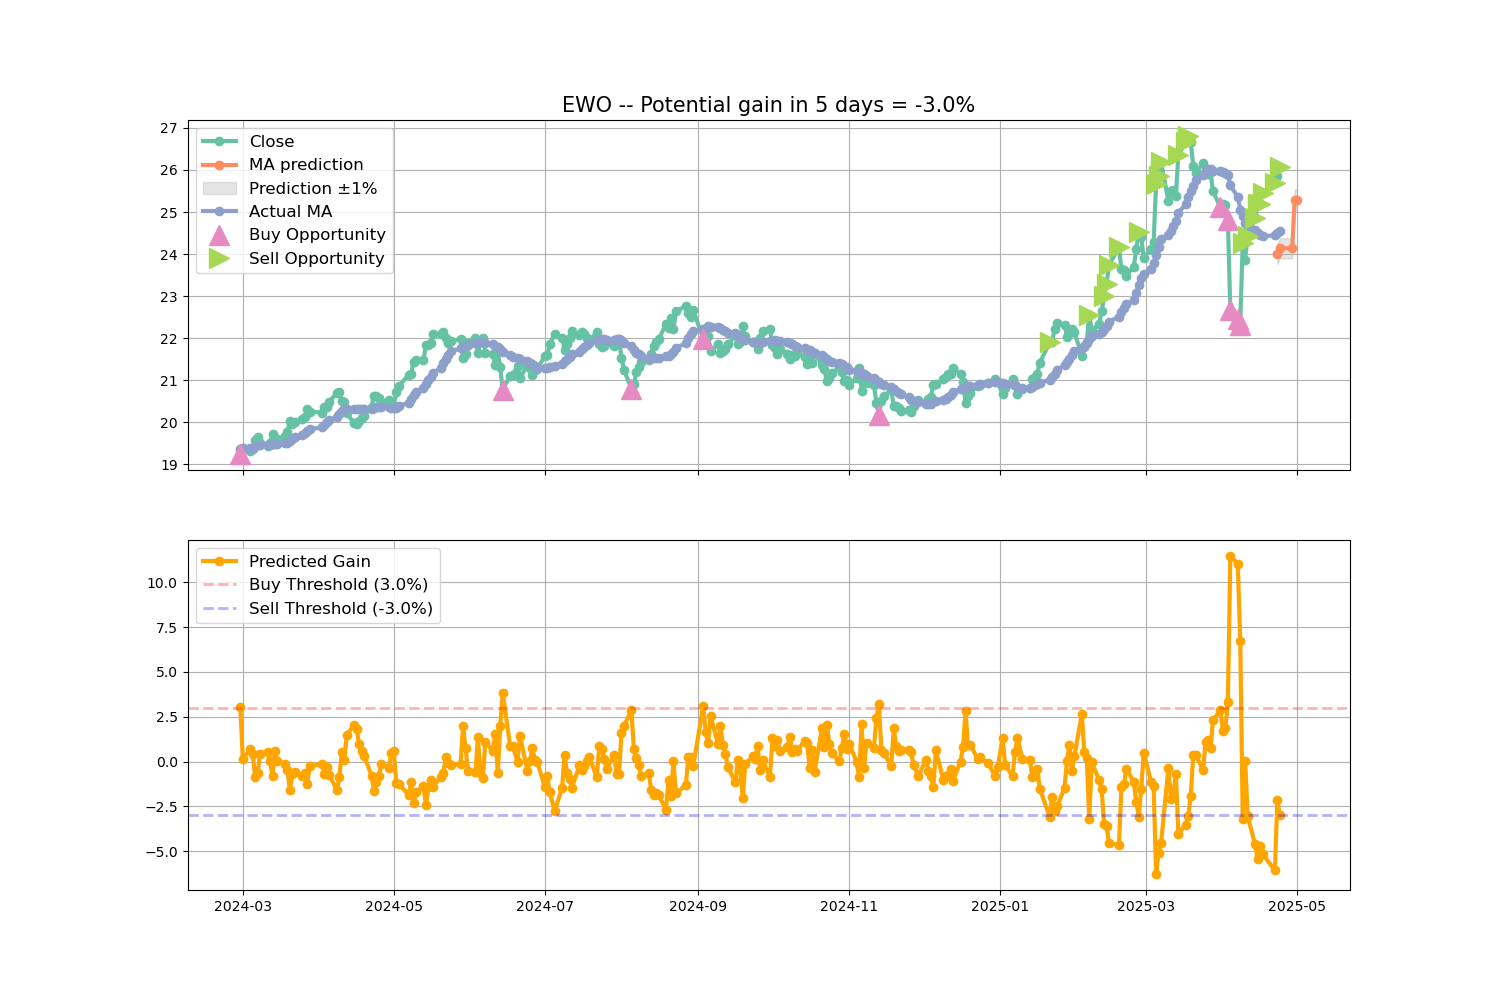 EWO -- Potential gain in 5 days = -3.0%
27
26
25
24
23
22
21
20
19
Close
MA prediction
Prediction ±1%
Actual MA
Buy Opportunity
Sell Opportunity
10.0
7.5
5.0
2.5
0.0
−2.5
−5.0
Predicted Gain
Buy Threshold (3.0%)
Sell Threshold (-3.0%)
2024-03
2024-05
2024-07
2024-09
2024-11
2025-01
2025-03
2025-05